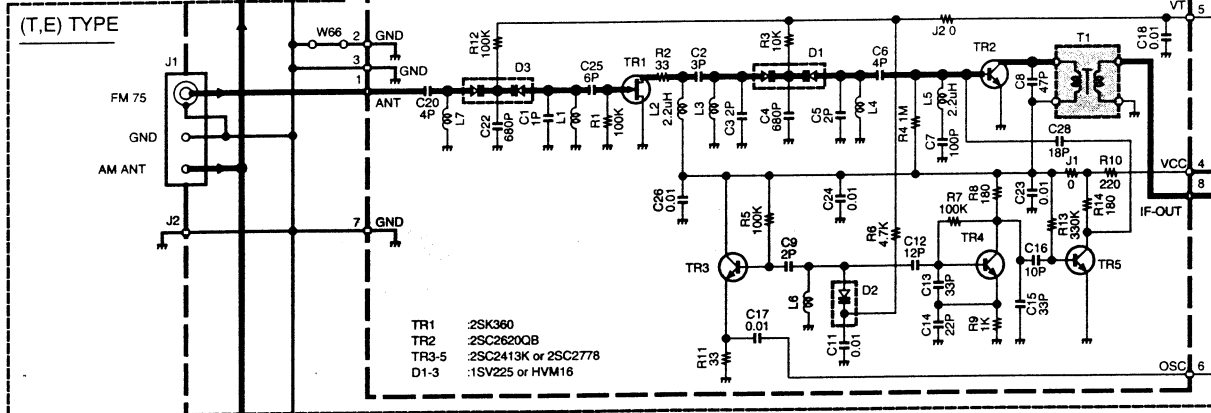 (T,E) TYPE
J1
FM 75
GND
AM ANT
J2
W66
2 GND
3 GND
1
ANT
7 GND
C20
4P
L7
R12
100K
D3
C22
680P
C1
1P
L1
C25
6P
R1
100K
TR1
R2
33
L2
2.2uH
C2
3P
L3
C3 2P
R3
10K
D1
C4
680P
C5
2P
L4
C6
4P
R4 1M
J2 0
L5
2.2uH
C7
100P
TR2
C8
47P
T1
C18
0.01
VT 5
C28
18P
VCC 4
8
IF-OUT
J1
0
R10
220
C26
0.01
R5
100K
C24
0.01
R6
4.7K
R7
100K
R8
180
C23
0.01
R13
330K
R14
180
TR3
C9
2P
L6
D2
C11
0.01
C12
12P
C13
33P
C14
22P
TR4
R9
1K
C15
33P
C16
10P
TR5
C17
0.01
R11
33
OSC 6
TR1 :2SK360
TR2 :2SC2620QB
TR3-5 :2SC2413K or 2SC2778
D1-3 :1SV225 or HVM16